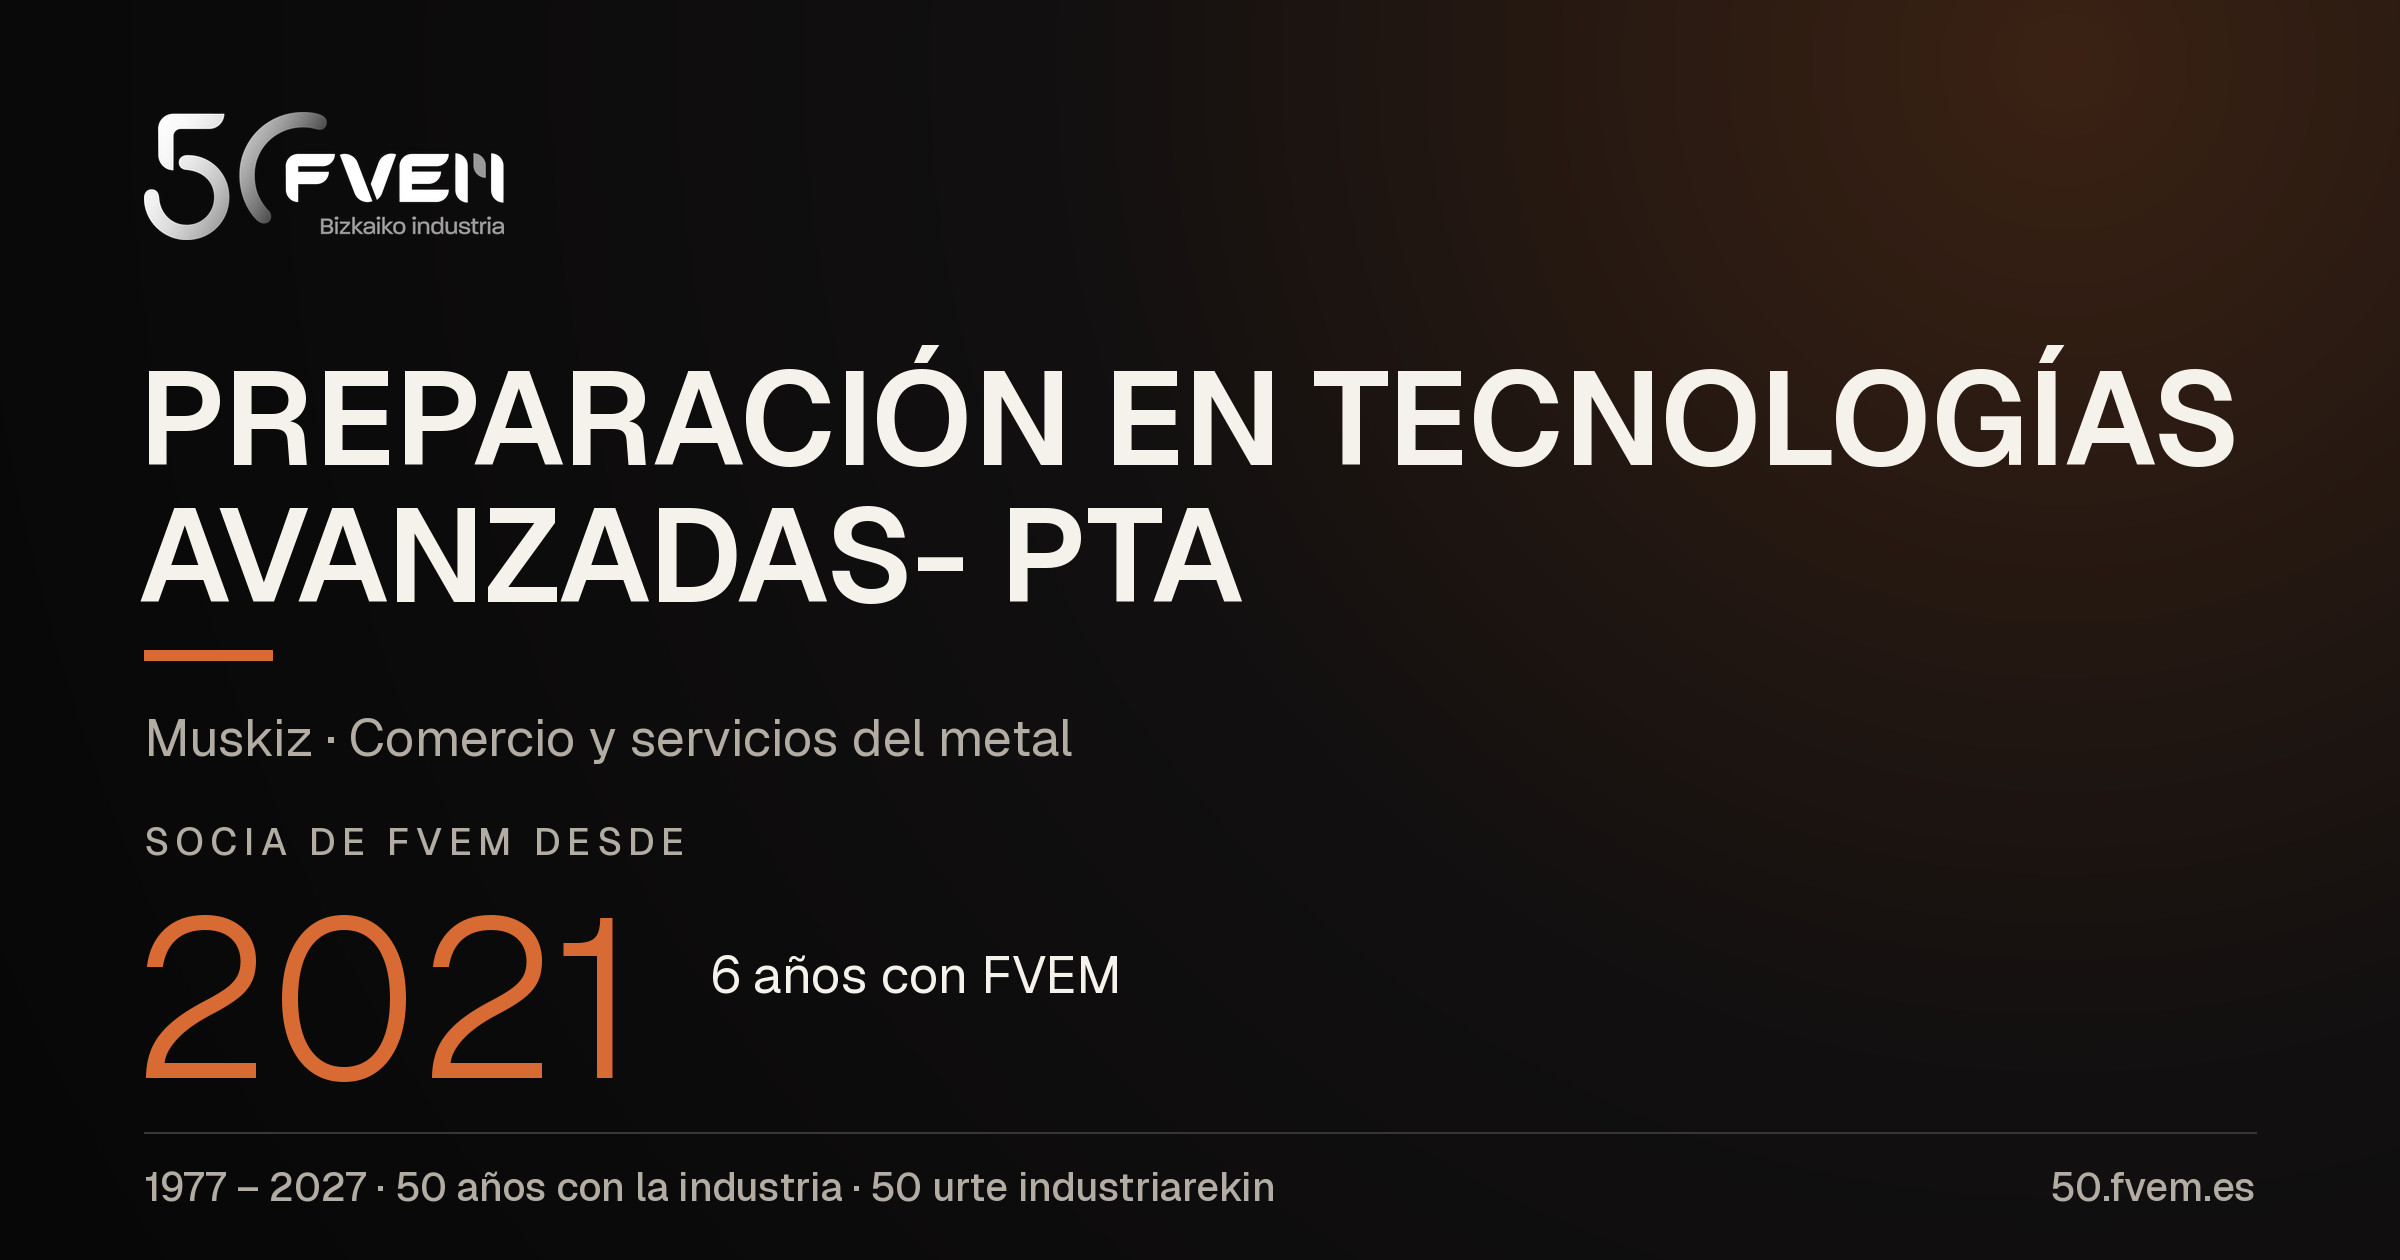 50 FVEM
Bizkaiko industria
PREPARACIÓN EN TECNOLOGÍAS
AVANZADAS- PTA
Muskiz · Comercio y servicios del metal
SOCIA DE FVEM DESDE
2021
6 años con FVEM
1977 – 2027 · 50 años con la industria · 50 urte industriarekin
50.fvem.es